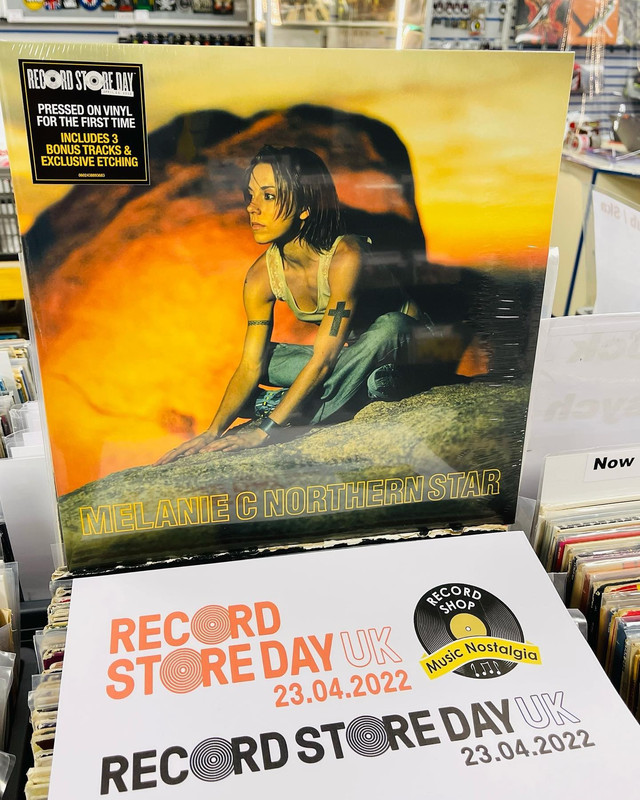 RECORD STORE DAY
PRESSED ON VINYL
FOR THE FIRST TIME
INCLUDES 3
BONUS TRACKS &
EXCLUSIVE ETCHING
MELANIE C NORTHERN STAR
Now
RECORD
STORE DAY UK
23.04.2022
RECORD
SHOP
Music Nostalgia
RECORD STORE DAY UK
23.04.2022